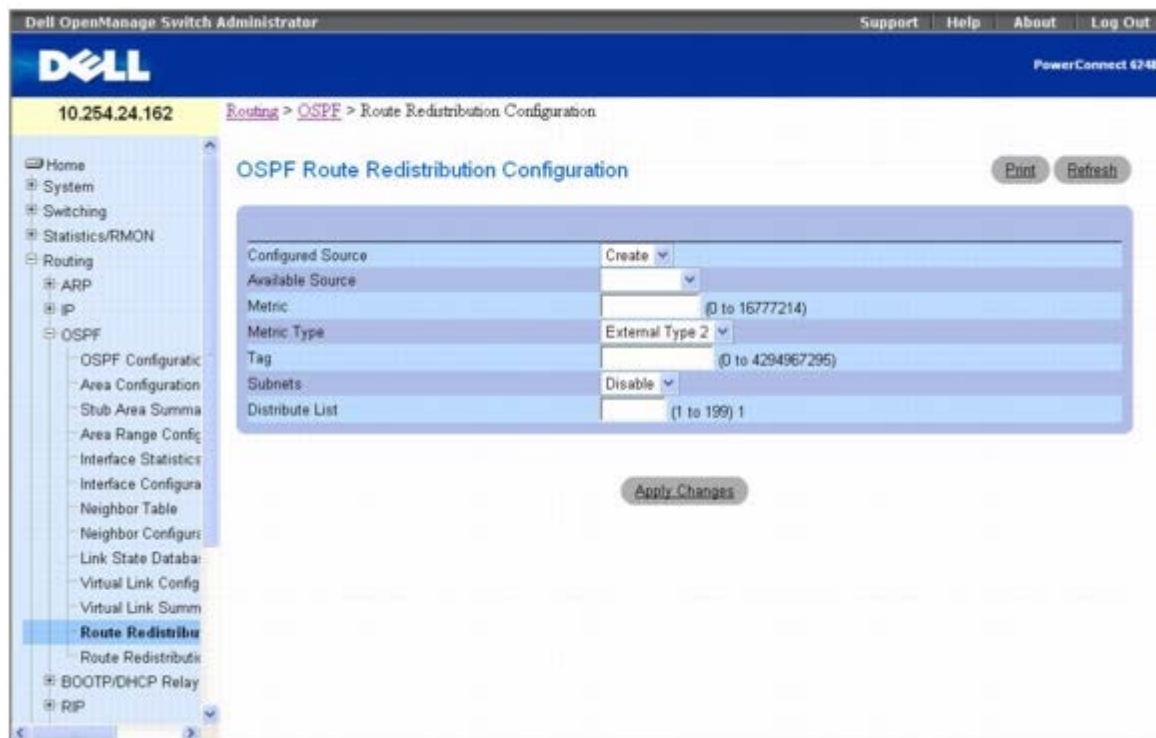 Dell OpenManage Switch Administrator
Support Help About Log Out
DELL
PowerConnect 6248
10.254.24.162
Routing > OSPF > Route Redistribution Configuration
Home
System
Switching
Statistics/RMON
Routing
ARP
IP
OSPF
OSPF Configuratic
Area Configuration
Stub Area Summa
Area Range Config
Interface Statistics
Interface Configura
Neighbor Table
Neighbor Configura
Link State Databa
Virtual Link Config
Virtual Link Summ
Route Redistribu
Route Redistributi
BOOTP/DHCP Relay
RIP
OSPF Route Redistribution Configuration
Print Refresh
Configured Source Create
Available Source
Metric (0 to 16777214)
Metric Type External Type 2
Tag (0 to 4294967295)
Subnets Disable
Distribute List (1 to 199) 1
Apply Changes